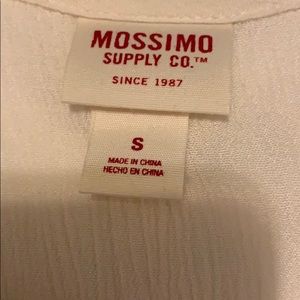 MOSSIMO
SUPPLY CO.™
SINCE 1987
S
MADE IN CHINA
HECHO EN CHINA